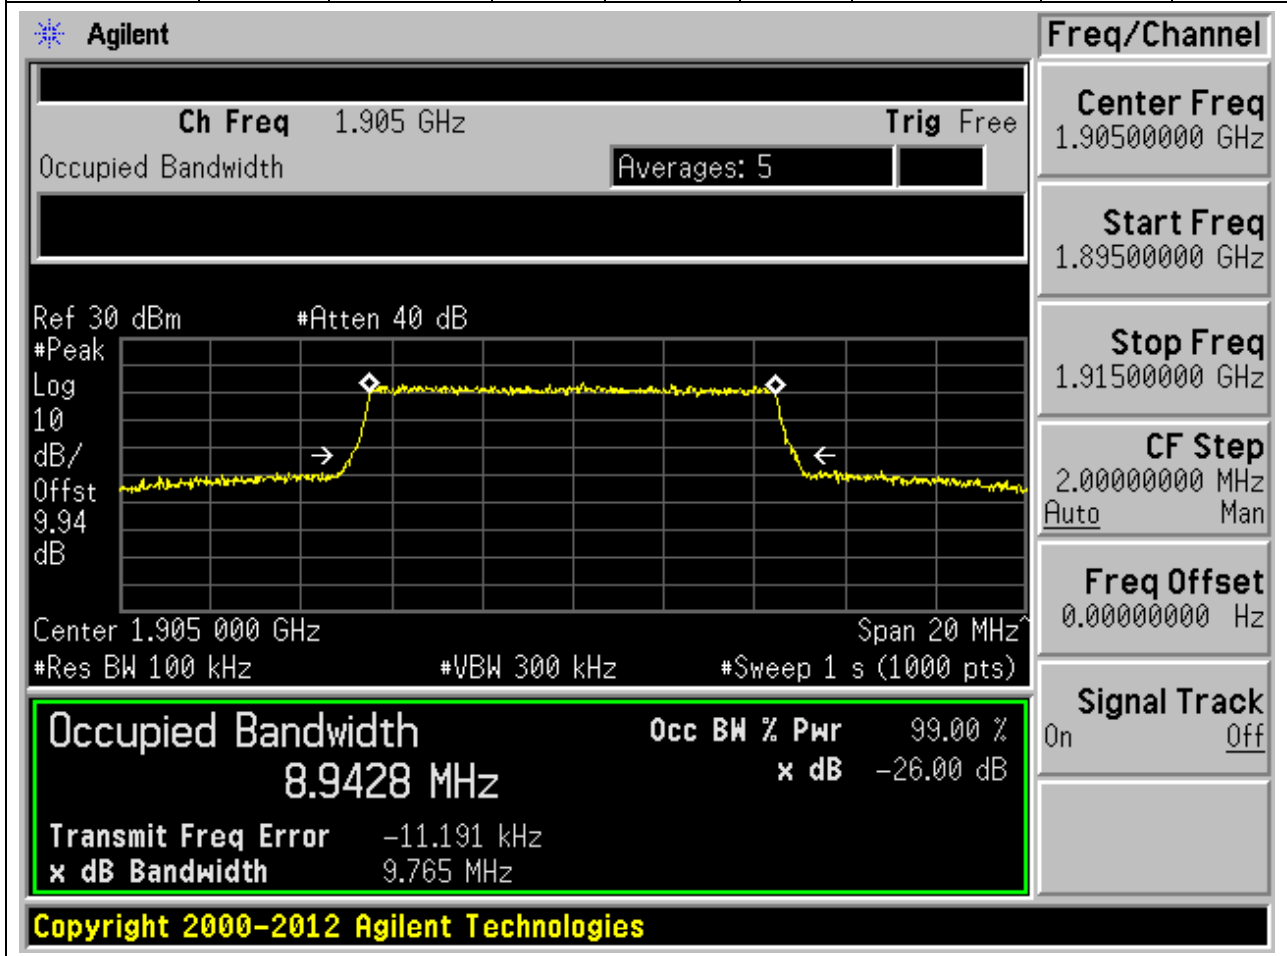 Agilent
Freq/Channel
Ch Freq 1.905 GHz Trig Free
Occupied Bandwidth Averages: 5
Center Freq
1.90500000 GHz
Start Freq
1.89500000 GHz
Stop Freq
1.91500000 GHz
CF Step
2.00000000 MHz
Auto Man
Freq Offset
0.00000000 Hz
Signal Track
On Off
Ref 30 dBm #Atten 40 dB
#Peak
Log
10
dB/
Offst
9.94
dB
Center 1.905 000 GHz Span 20 MHz^
#Res BW 100 kHz #VBW 300 kHz #Sweep 1 s (1000 pts)
Occupied Bandwidth Occ BW % Pwr 99.00 %
8.9428 MHz x dB -26.00 dB
Transmit Freq Error -11.191 kHz
x dB Bandwidth 9.765 MHz
Copyright 2000-2012 Agilent Technologies